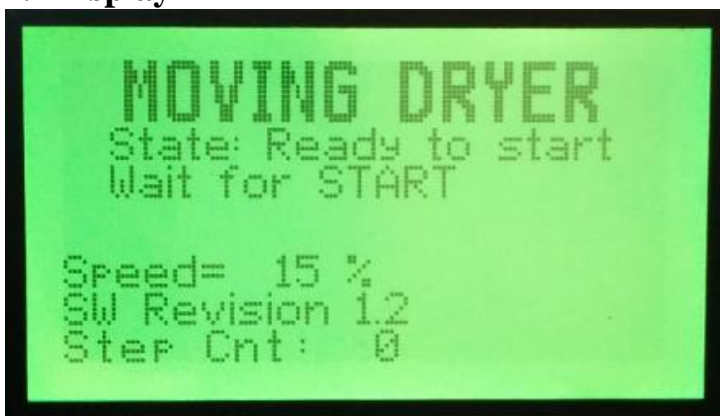 MOVING DRYER
State: Ready to start
Wait for START
Speed= 15 %
SW Revision 1.2
Step Cnt: 0